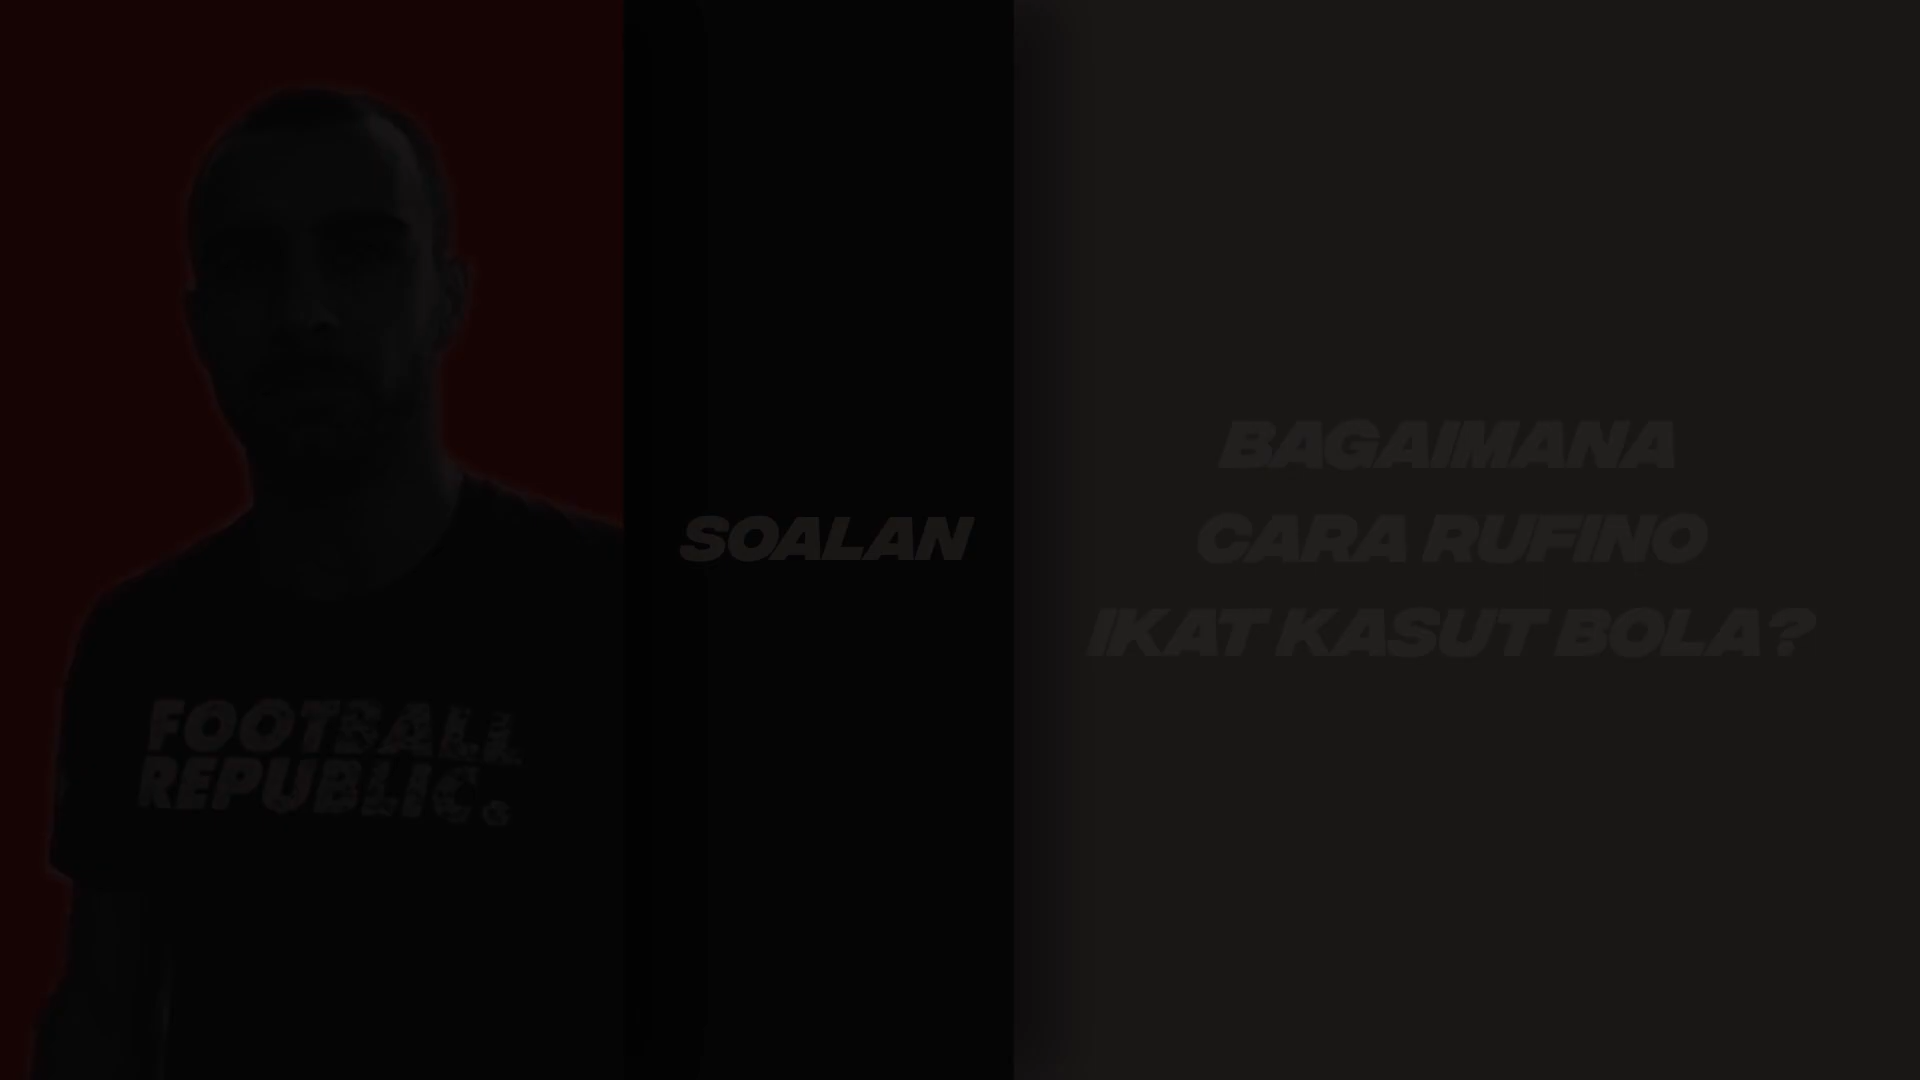 FOOTBALL
REPUBLIC.
SOALAN
BAGAIMANA
CARA RUFINO
IKAT KASUT BOLA?